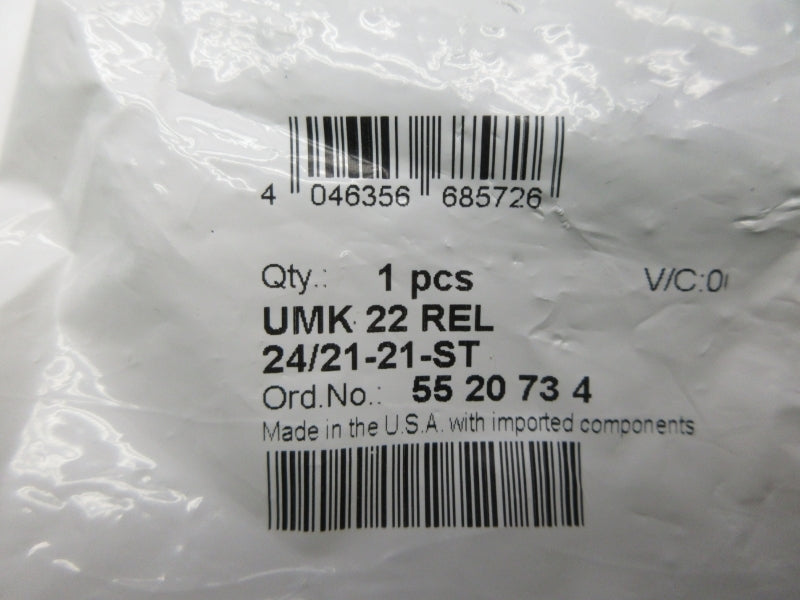 4 046356 685726
Qty.: 1 pcs V/C:0
UMK 22 REL
24/21-21-ST
Ord.No.: 55 20 73 4
Made in the U.S.A. with imported components